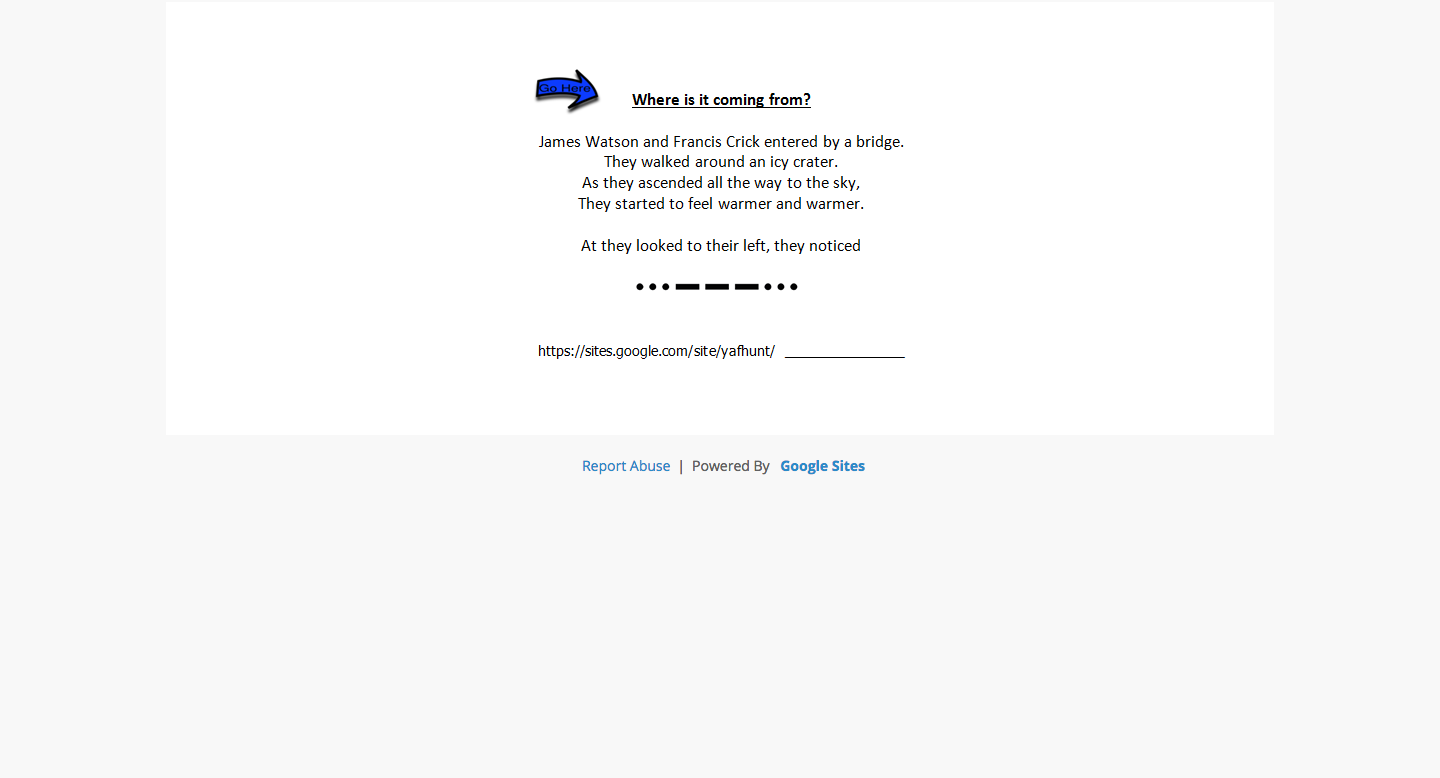 Go Here
Where is it coming from?
James Watson and Francis Crick entered by a bridge.
They walked around an icy crater.
As they ascended all the way to the sky,
They started to feel warmer and warmer.
At they looked to their left, they noticed
•••———•••
https://sites.google.com/site/yafhunt/ ________________
Report Abuse | Powered By Google Sites